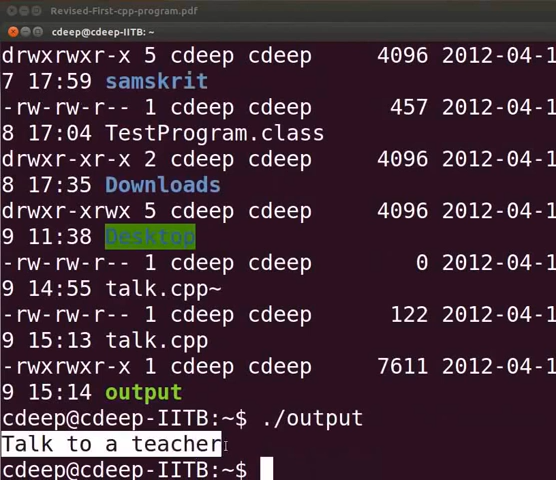 Revised-First-cpp-program.pdf
cdeep@cdeep-IITB: ~
drwxrwxr-x 5 cdeep cdeep 4096 2012-04-1
7 17:59 samskrit
-rw-rw-r-- 1 cdeep cdeep 457 2012-04-1
8 17:04 TestProgram.class
drwxrwxr-x 2 cdeep cdeep 4096 2012-04-1
8 17:35 Downloads
drwxr-xrwx 5 cdeep cdeep 4096 2012-04-1
9 11:38 Desktop
-rw-rw-r-- 1 cdeep cdeep 0 2012-04-1
9 14:55 talk.cpp~
-rw-rw-r-- 1 cdeep cdeep 122 2012-04-1
9 15:13 talk.cpp
-rwxrwxr-x 1 cdeep cdeep 7611 2012-04-1
9 15:14 output
cdeep@cdeep-IITB:~$ ./output
Talk to a teacher
cdeep@cdeep-IITB:~$